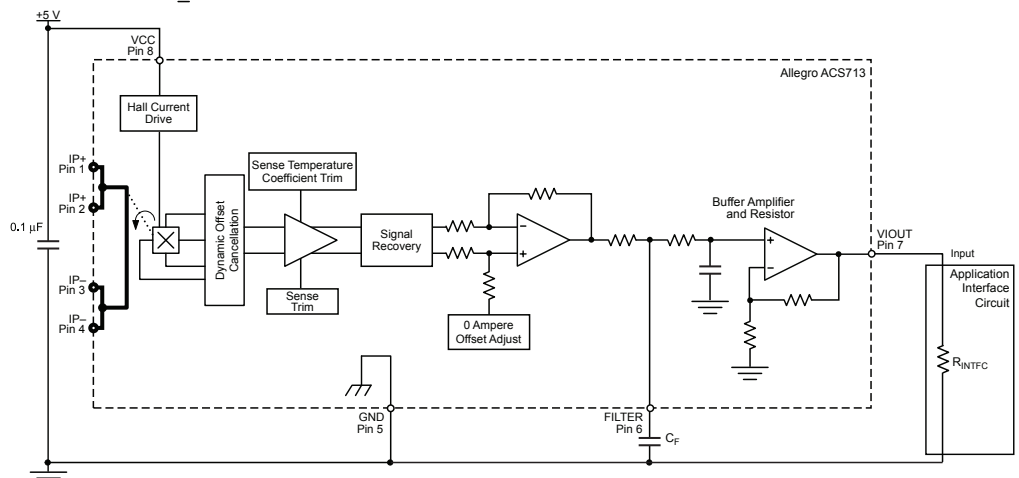 +5 V
VCC
Pin 8
Allegro ACS713
Hall Current
Drive
IP+
Pin 1
IP+
Pin 2
IP–
Pin 3
IP–
Pin 4
0.1 µF
Dynamic Offset
Cancellation
Sense Temperature
Coefficient Trim
Sense
Trim
Signal
Recovery
0 Ampere
Offset Adjust
Buffer Amplifier
and Resistor
VIOUT
Pin 7
Input
Application
Interface
Circuit
RINTFC
GND
Pin 5
FILTER
Pin 6
CF